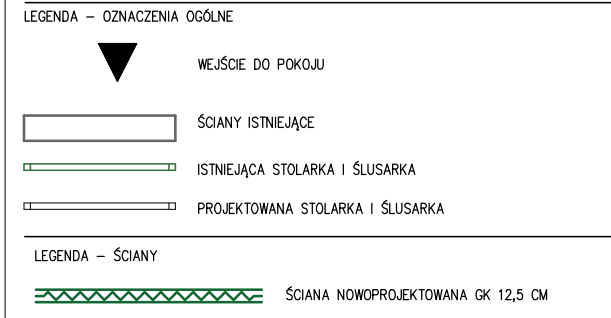 LEGENDA – OZNACZENIA OGÓLNE
WEJŚCIE DO POKOJU
ŚCIANY ISTNIEJĄCE
ISTNIEJĄCA STOLARKA I ŚLUSARKA
PROJEKTOWANA STOLARKA I ŚLUSARKA
LEGENDA – ŚCIANY
ŚCIANA NOWOPROJEKTOWANA GK 12,5 CM